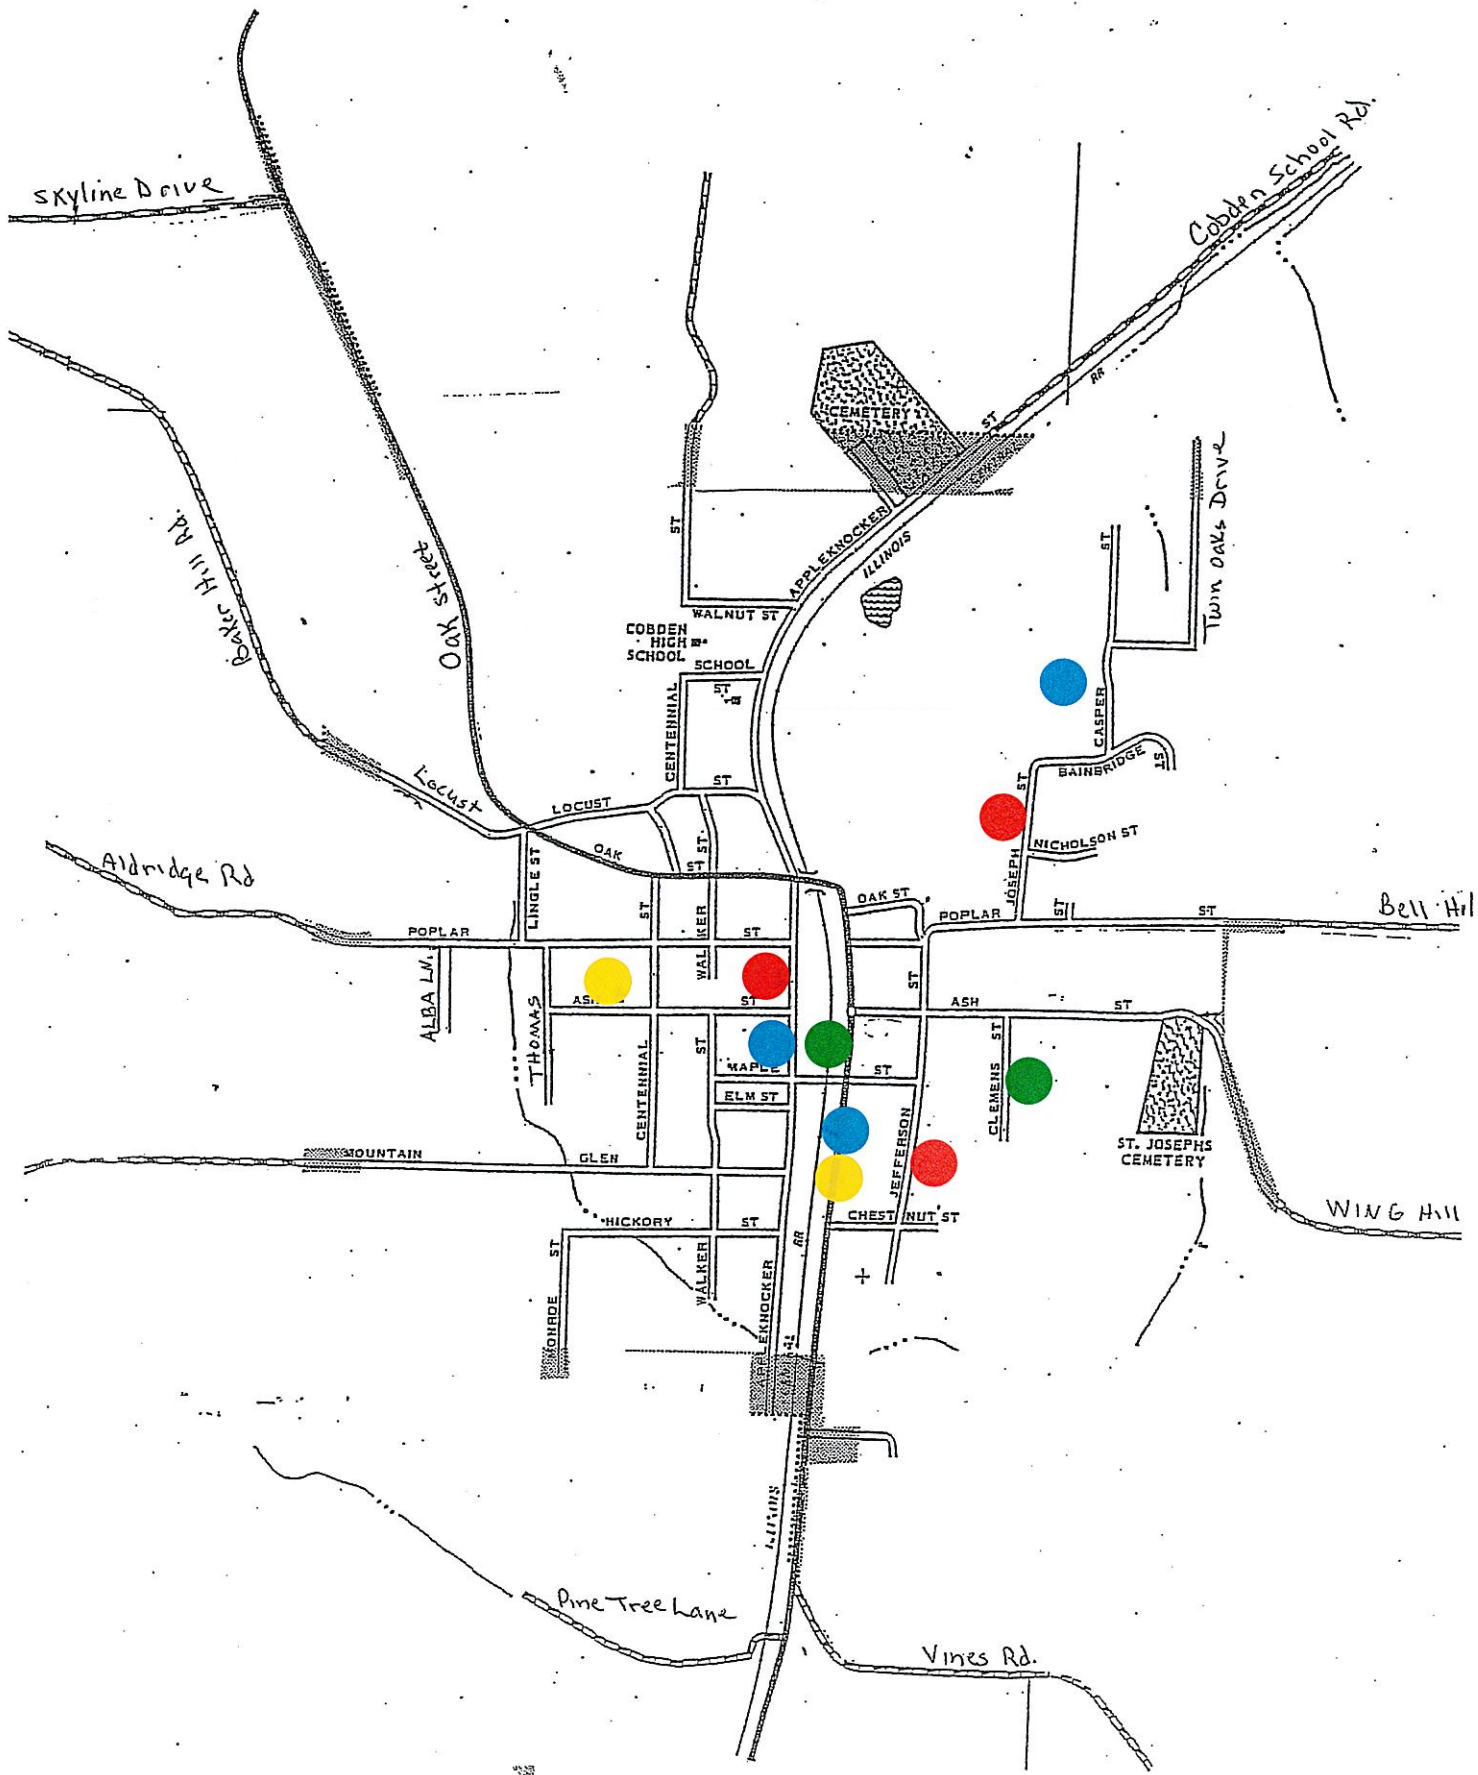 Skyline Drive
Cobden School Rd.
CEMETERY
ST
RR
Baker Hill Rd.
Oak Street
ST
APPLEKNOCKER
ILLINOIS
ST
Twin Oaks Drive
WALNUT ST
COBDEN
HIGH
SCHOOL
SCHOOL
ST
CENTENNIAL
CASPER
BAINBRIDGE
ST
ST
Locust
LOCUST
ST
NICHOLSON ST
JOSEPH
OAK
ST
ST.
Aldridge Rd
LINGLE ST
OAK ST
POPLAR
ST
ST
Bell Hil
POPLAR
ST
WALKER
ST
ALBA LN.
THOMAS
ST
ST
ASH
ST
ST
ST
MAPLE
ST
ELM ST
CENTENNIAL
CLEMENS
JEFFERSON
ST. JOSEPHS
CEMETERY
MOUNTAIN
GLEN
WING Hill
HICKORY
ST
CHESTNUT ST
RR
ST
WALKER
MONROE
EKNOCKER
Pine Tree Lane
Vines Rd.